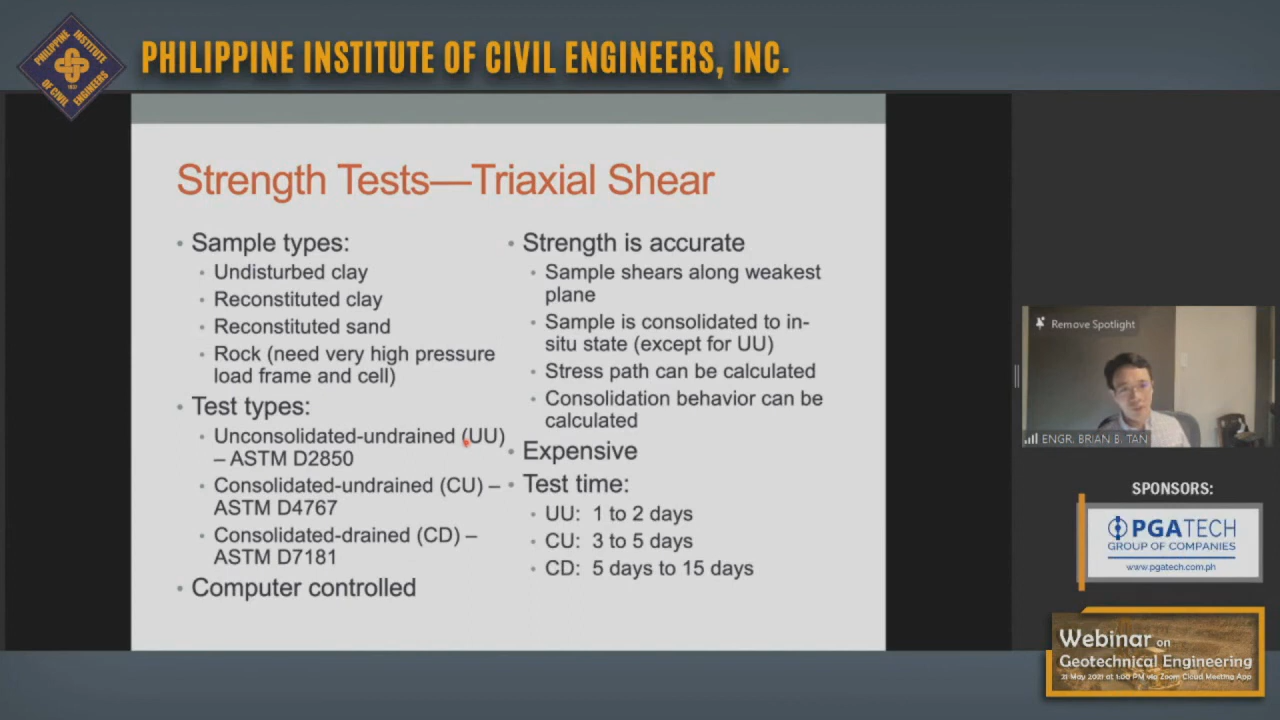 PHILIPPINE INSTITUTE OF CIVIL ENGINEERS, INC.
PHILIPPINE INSTITUTE
OF CIVIL ENGINEERS
Strength Tests—Triaxial Shear
• Sample types:
• Undisturbed clay
• Reconstituted clay
• Reconstituted sand
• Rock (need very high pressure
load frame and cell)
• Test types:
• Unconsolidated-undrained (UU)
– ASTM D2850
• Consolidated-undrained (CU) –
ASTM D4767
• Consolidated-drained (CD) –
ASTM D7181
• Computer controlled
• Strength is accurate
• Sample shears along weakest
plane
• Sample is consolidated to in-
situ state (except for UU)
• Stress path can be calculated
• Consolidation behavior can be
calculated
• Expensive
• Test time:
• UU: 1 to 2 days
• CU: 3 to 5 days
• CD: 5 days to 15 days
Remove Spotlight
ENGR. BRIAN B. TAN
SPONSORS:
PGATECH
GROUP OF COMPANIES
www.pgatech.com.ph
Webinar on
Geotechnical Engineering
21 May 2021 at 1:00 PM via Zoom Cloud Meeting App